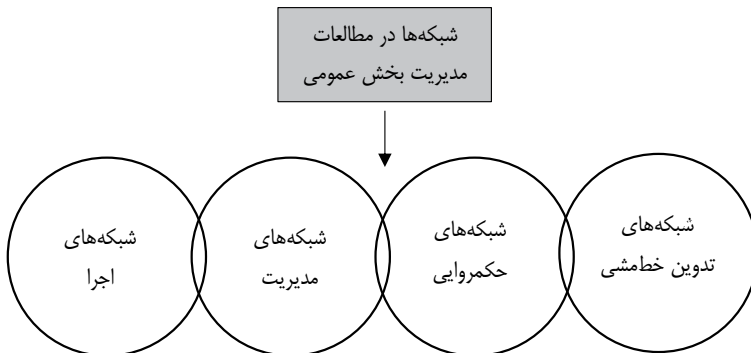 شبکه‌ها در مطالعات
مدیریت بخش عمومی
شبکه‌های
تدوین خط‌مشی
شبکه‌های
حکمروایی
شبکه‌های
مدیریت
شبکه‌های
اجرا